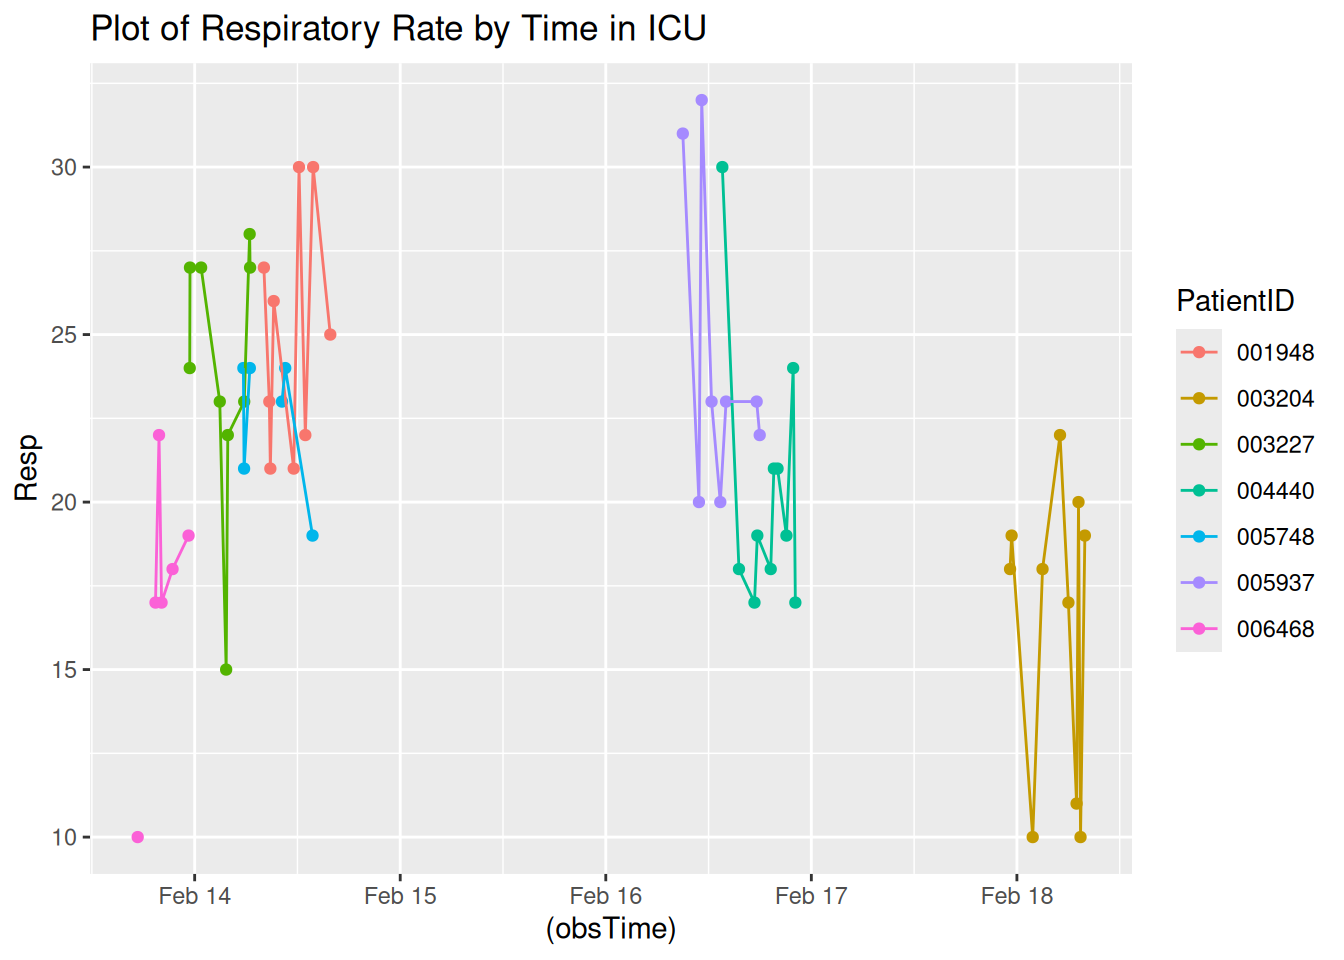 Plot of Respiratory Rate by Time in ICU
Resp
30
25
20
15
10
Feb 14
Feb 15
Feb 16
Feb 17
Feb 18
(obsTime)
PatientID
001948
003204
003227
004440
005748
005937
006468